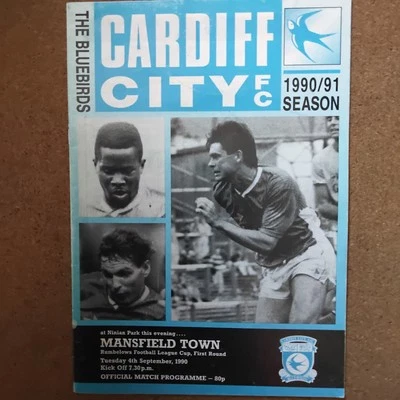 THE BLUEBIRDS
CARDIFF
CITY FC
1990/91
SEASON
at Ninian Park this evening....
MANSFIELD TOWN
Rumbelows Football League Cup, First Round
Tuesday 4th September, 1990
Kick Off 7.30 p.m.
OFFICIAL MATCH PROGRAMME — 80p